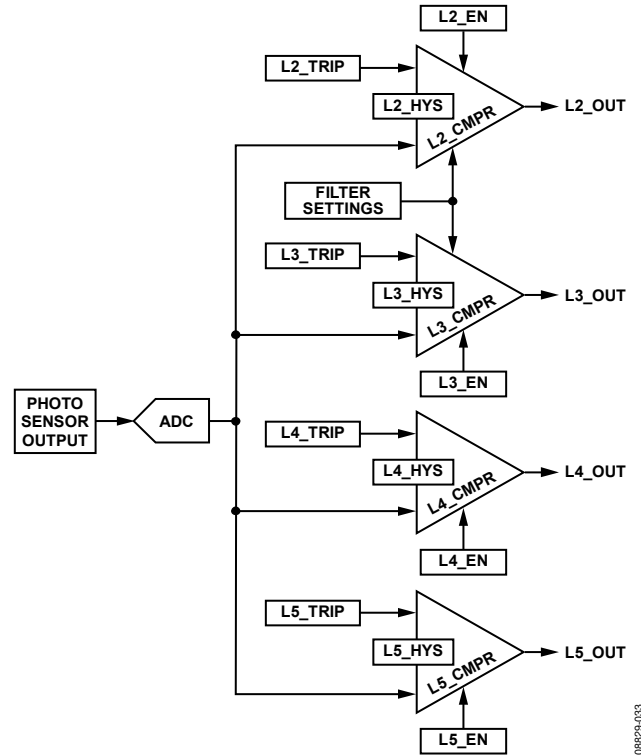 L2_EN
L2_TRIP
L2_HYS
L2_CMPR
L2_OUT
FILTER
SETTINGS
L3_TRIP
L3_HYS
L3_CMPR
L3_OUT
L3_EN
PHOTO
SENSOR
OUTPUT
ADC
L4_TRIP
L4_HYS
L4_CMPR
L4_OUT
L4_EN
L5_TRIP
L5_HYS
L5_CMPR
L5_OUT
L5_EN
08829-033